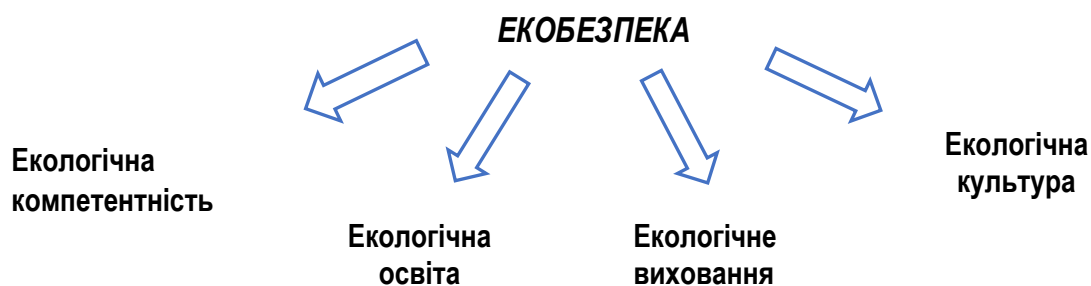 ЕКОБЕЗПЕКА
Екологічна
компетентність
Екологічна
освіта
Екологічне
виховання
Екологічна
культура